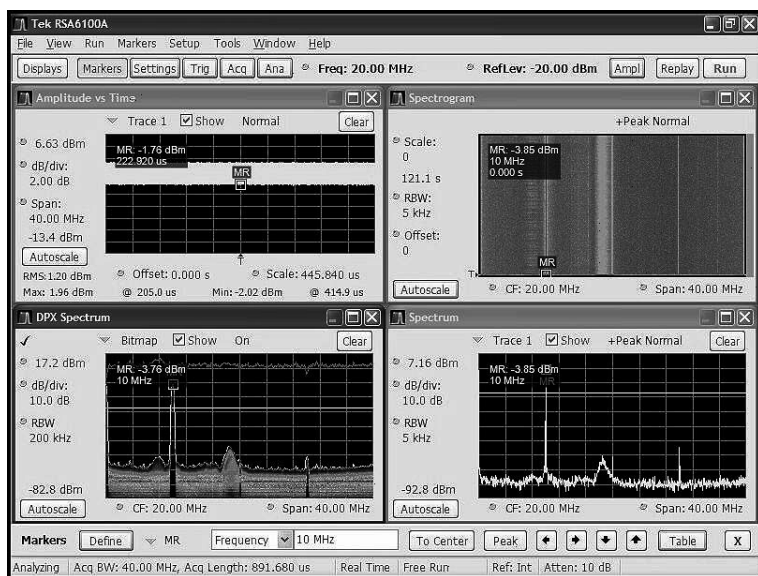 Tek RSA6100A
File View Run Markers Setup Tools Window Help
Displays Markers Settings Trig Acq Ana Freq: 20.00 MHz RefLev: -20.00 dBm Ampl Replay Run
Amplitude vs Time
Trace 1 Show Normal Clear
6.63 dBm
dB/div:
2.00 dB
Span:
40.00 MHz
-13.4 dBm
Autoscale
MR: -1.76 dBm
222.920 us
MR
RMS: 1.20 dBm Offset: 0.000 s Scale: 445.840 us
Max: 1.96 dBm @ 205.0 us Min: -2.02 dBm @ 414.9 us
Spectrogram
+Peak Normal
Scale:
0
121.1 s
RBW:
5 kHz
Offset:
0
MR: -3.85 dBm
10 MHz
0.000 s
MR
Autoscale CF: 20.00 MHz Span: 40.00 MHz
DPX Spectrum
Bitmap Show On Clear
17.2 dBm
dB/div:
10.0 dB
RBW
200 kHz
-82.8 dBm
MR: -3.76 dBm
10 MHz
Autoscale CF: 20.00 MHz Span: 40.00 MHz
Spectrum
Trace 1 Show +Peak Normal Clear
7.16 dBm
dB/div:
10.0 dB
RBW
5 kHz
-92.8 dBm
MR: -3.85 dBm
10 MHz MR
Autoscale CF: 20.00 MHz Span: 40.00 MHz
Markers Define MR Frequency 10 MHz To Center Peak Table X
Analyzing Acq BW: 40.00 MHz, Acq Length: 891.680 us Real Time Free Run Ref: Int Atten: 10 dB